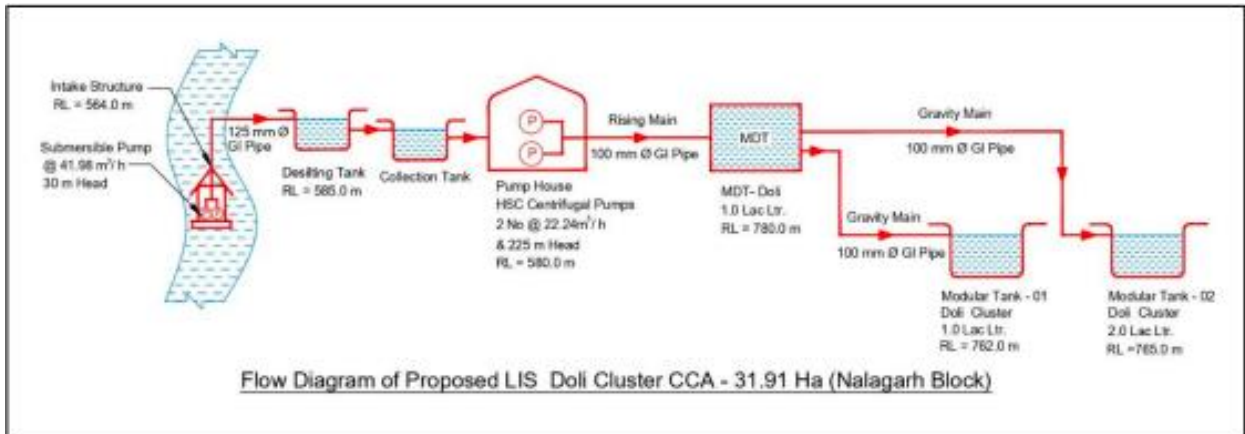 Intake Structure
RL = 564.0 m
Submersible Pump
@ 41.98 m³/ h
30 m Head
125 mm Ø
GI Pipe
Desilting Tank
RL = 585.0 m
Collection Tank
P
P
Pump House
HSC Centrifugal Pumps
2 No @ 22.24m³/ h
& 225 m Head
RL = 580.0 m
Rising Main
100 mm Ø GI Pipe
MDT
MDT- Doli
1.0 Lac Ltr.
RL = 780.0 m
Gravity Main
100 mm Ø GI Pipe
Gravity Main
100 mm Ø GI Pipe
Modular Tank - 01
Doli Cluster
1.0 Lac Ltr.
RL = 762.0 m
Modular Tank - 02
Doli Cluster
2.0 Lac Ltr.
RL =765.0 m
Flow Diagram of Proposed LIS Doli Cluster CCA - 31.91 Ha (Nalagarh Block)